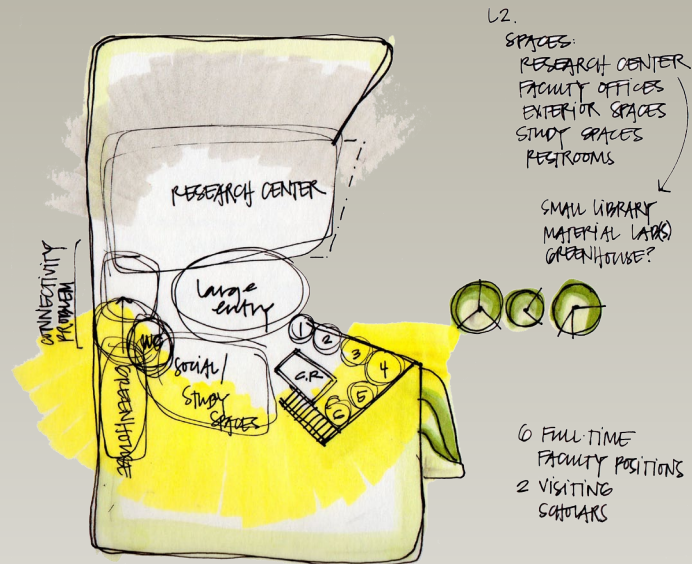 L2.
SPACES:
RESEARCH CENTER
FACULTY OFFICES
EXTERIOR SPACES
STUDY SPACES
RESTROOMS
SMALL LIBRARY
MATERIAL LAB(S)
GREENHOUSE?
RESEARCH CENTER
Large
entry
CONNECTIVITY
PROBLEM
WC
GREENHOUSE
SOCIAL/
STUDY
SPACES
1
2
3
4
5
6
C.R
6 FULL-TIME
FACULTY POSITIONS
2 VISITING
SCHOLARS